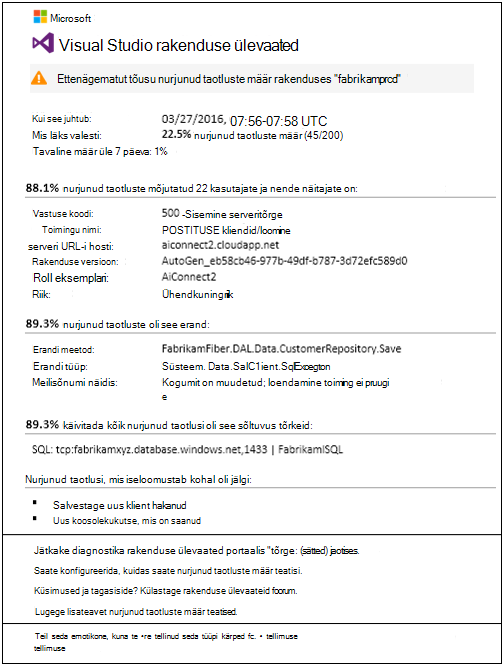 Microsoft
Visual Studio rakenduse ülevaated
Ettenägematut tõusu nurjunud taotluste määr rakenduses "fabrikamprcd"
Kui see juhtub: 03/27/2016, 07:56-07:58 UTC
Mis läks valesti: 22.5% nurjunud taotluste määr (45/200)
Tavaline määr üle 7 päeva: 1%
88.1% nurjunud taotluste mõjutatud 22 kasutajate ja nende näitajate on:
Vastuse koodi: 500 -Sisemine serveritõrge
Toimingu nimi: POSTITUSE kliendid/loomine
serveri URL-i hosti: aiconnect2.cloudapp.net
Rakenduse versioon: AutoGen_eb58cb46-977b-49df-b787-3d72efc589d0
Roll eksemplari: AiConnect2
Riik: Ühendkuningriik
89.3% nurjunud taotluste oli see erand:
Erandi meetod: FabrikamFiber.DAL.Data.CustomerRepository.Save
Erandi tüüp: Süsteem. Data.SalC1ient.SqlExcegton
Meilisõnumi näidis: Kogumit on muudetud; loendamine toiming ei pruugi
e
89.3% käivitada kõik nurjunud taotlusi oli see sõltuvus tõrkeid:
SQL: tcp:fabrikamxyz.database.windows.net,1433 | FabrikamISQL
Nurjunud taotlusi, mis iseloomustab kohal oli jälgi:
Salvestage uus klient hakanud
Uus koosolekukutse, mis on saanud
Jätkake diagnostika rakenduse ülevaated portaalis "tõrge: (sätted) jaotises.
Saate konfigureerida, kuidas saate nurjunud taotluste määr teatisi.
Küsimused ja tagasiside? Külastage rakenduse ülevaateid foorum.
Lugege lisateavet nurjunud taotluste määr teatised.
Teil seda emotikone, kuna te •re tellinud seda tüüpi kärped fc. • tellimuse
tellimuse